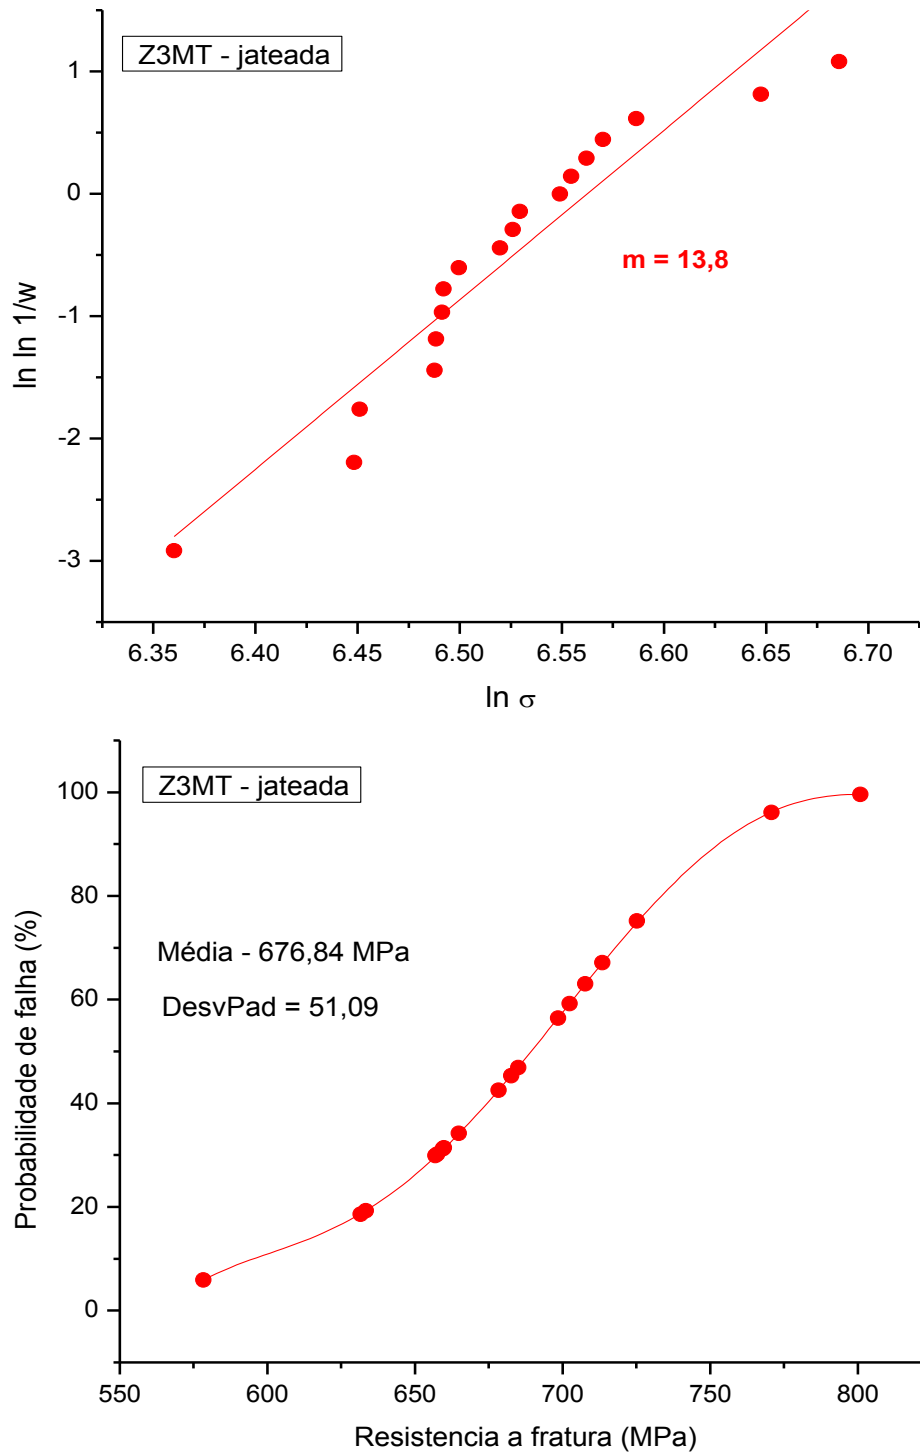 Z3MT - jateada
1
0
-1
-2
-3
ln ln 1/w
m = 13,8
6.35 6.40 6.45 6.50 6.55 6.60 6.65 6.70
ln σ
Z3MT - jateada
100
80
60
40
20
0
Probabilidade de falha (%)
Média - 676,84 MPa
DesvPad = 51,09
550 600 650 700 750 800
Resistencia a fratura (MPa)